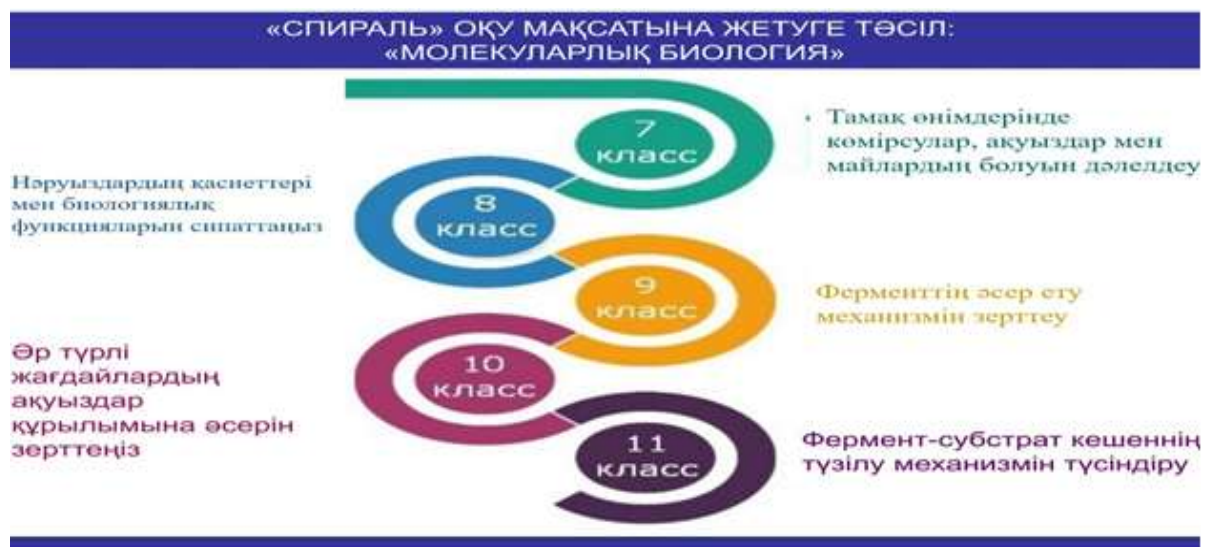 «СПИРАЛЬ» ОҚУ МАҚСАТЫНА ЖЕТУГЕ ТӘСІЛ:
«МОЛЕКУЛАРЛЫҚ БИОЛОГИЯ»
7
класс
Тамақ өнімдерінде
көмірсулар, ақуыздар мен
майлардың болуын дәлелдеу
Нәруыздардың қасиеттері
мен биологиялық
функцияларын сипаттаңыз
8
класс
9
класс
Ферменттің әсер ету
механизмін зерттеу
Әр түрлі
жағдайлардың
ақуыздар
құрылымына әсерін
зерттеңіз
10
класс
11
класс
Фермент-субстрат кешеннің
түзілу механизмін түсіндіру